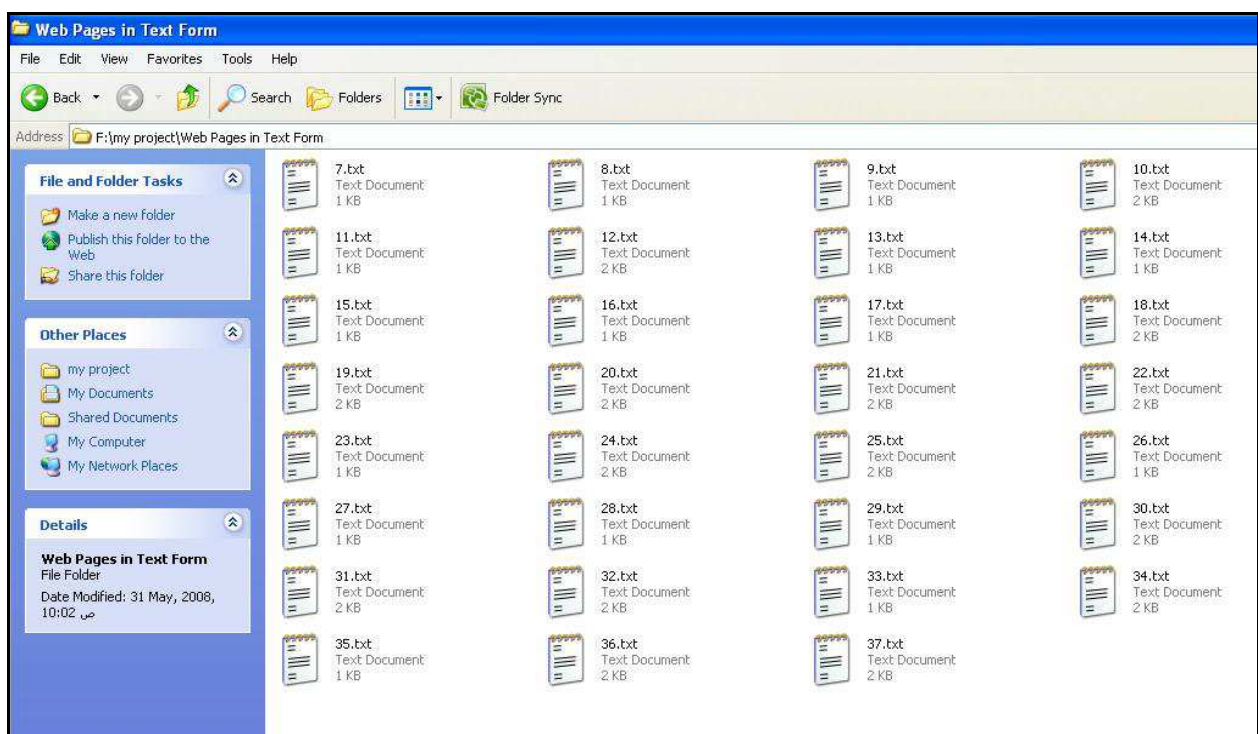 Web Pages in Text Form
File Edit View Favorites Tools Help
Back Search Folders Folder Sync
Address F:\my project\Web Pages in Text Form
File and Folder Tasks
Make a new folder
Publish this folder to the
Web
Share this folder
Other Places
my project
My Documents
Shared Documents
My Computer
My Network Places
Details
Web Pages in Text Form
File Folder
Date Modified: 31 May, 2008,
10:02 ص
7.txt 8.txt 9.txt 10.txt
Text Document Text Document Text Document Text Document
1 KB 1 KB 1 KB 2 KB
11.txt 12.txt 13.txt 14.txt
Text Document Text Document Text Document Text Document
1 KB 2 KB 1 KB 1 KB
15.txt 16.txt 17.txt 18.txt
Text Document Text Document Text Document Text Document
1 KB 1 KB 1 KB 2 KB
19.txt 20.txt 21.txt 22.txt
Text Document Text Document Text Document Text Document
2 KB 2 KB 2 KB 2 KB
23.txt 24.txt 25.txt 26.txt
Text Document Text Document Text Document Text Document
1 KB 2 KB 2 KB 1 KB
27.txt 28.txt 29.txt 30.txt
Text Document Text Document Text Document Text Document
1 KB 1 KB 1 KB 2 KB
31.txt 32.txt 33.txt 34.txt
Text Document Text Document Text Document Text Document
2 KB 2 KB 1 KB 2 KB
35.txt 36.txt 37.txt
Text Document Text Document Text Document
1 KB 2 KB 2 KB